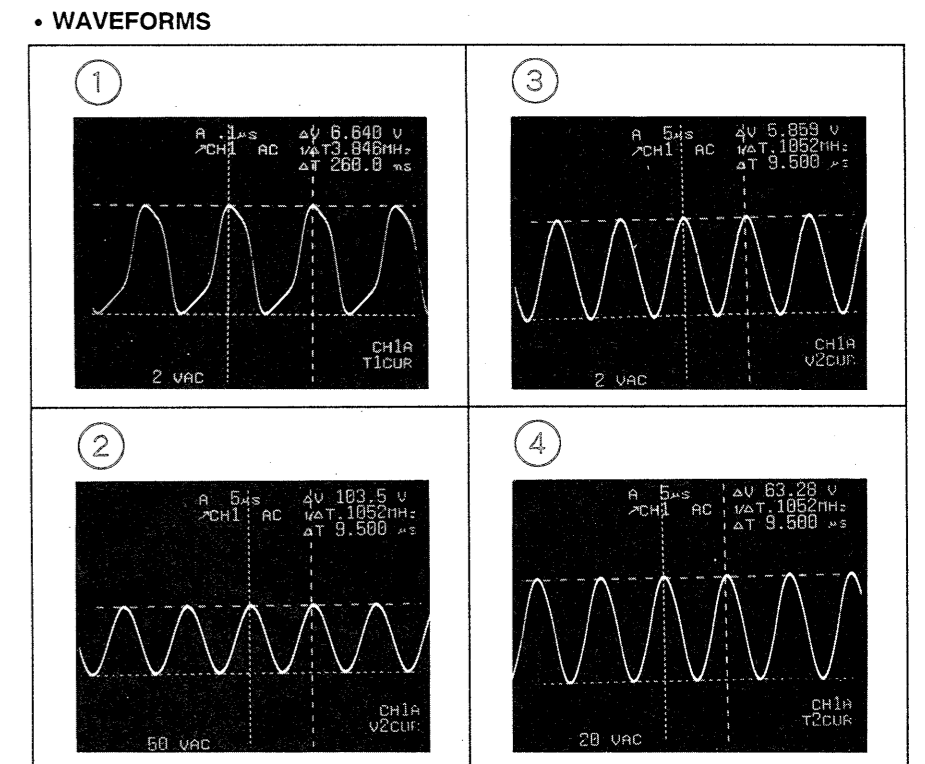 • WAVEFORMS
1
A .1µs ΔV 6.640 V
↗CH1 AC 1/ΔT3.846MHz
ΔT 260.0 ms
CH1A
T1CUR
2 VAC
3
A 5µs ΔV 5.859 V
↗CH1 AC 1/ΔT.1052MHz
ΔT 9.500 µs
CH1A
V2CUR
2 VAC
2
A 5µs ΔV 103.5 V
↗CH1 AC 1/ΔT.1052MHz
ΔT 9.500 µs
CH1A
V2CUR
50 VAC
4
A 5µs ΔV 63.28 V
↗CH1 AC 1/ΔT.1052MHz
ΔT 9.500 µs
CH1A
T2CUR
20 VAC